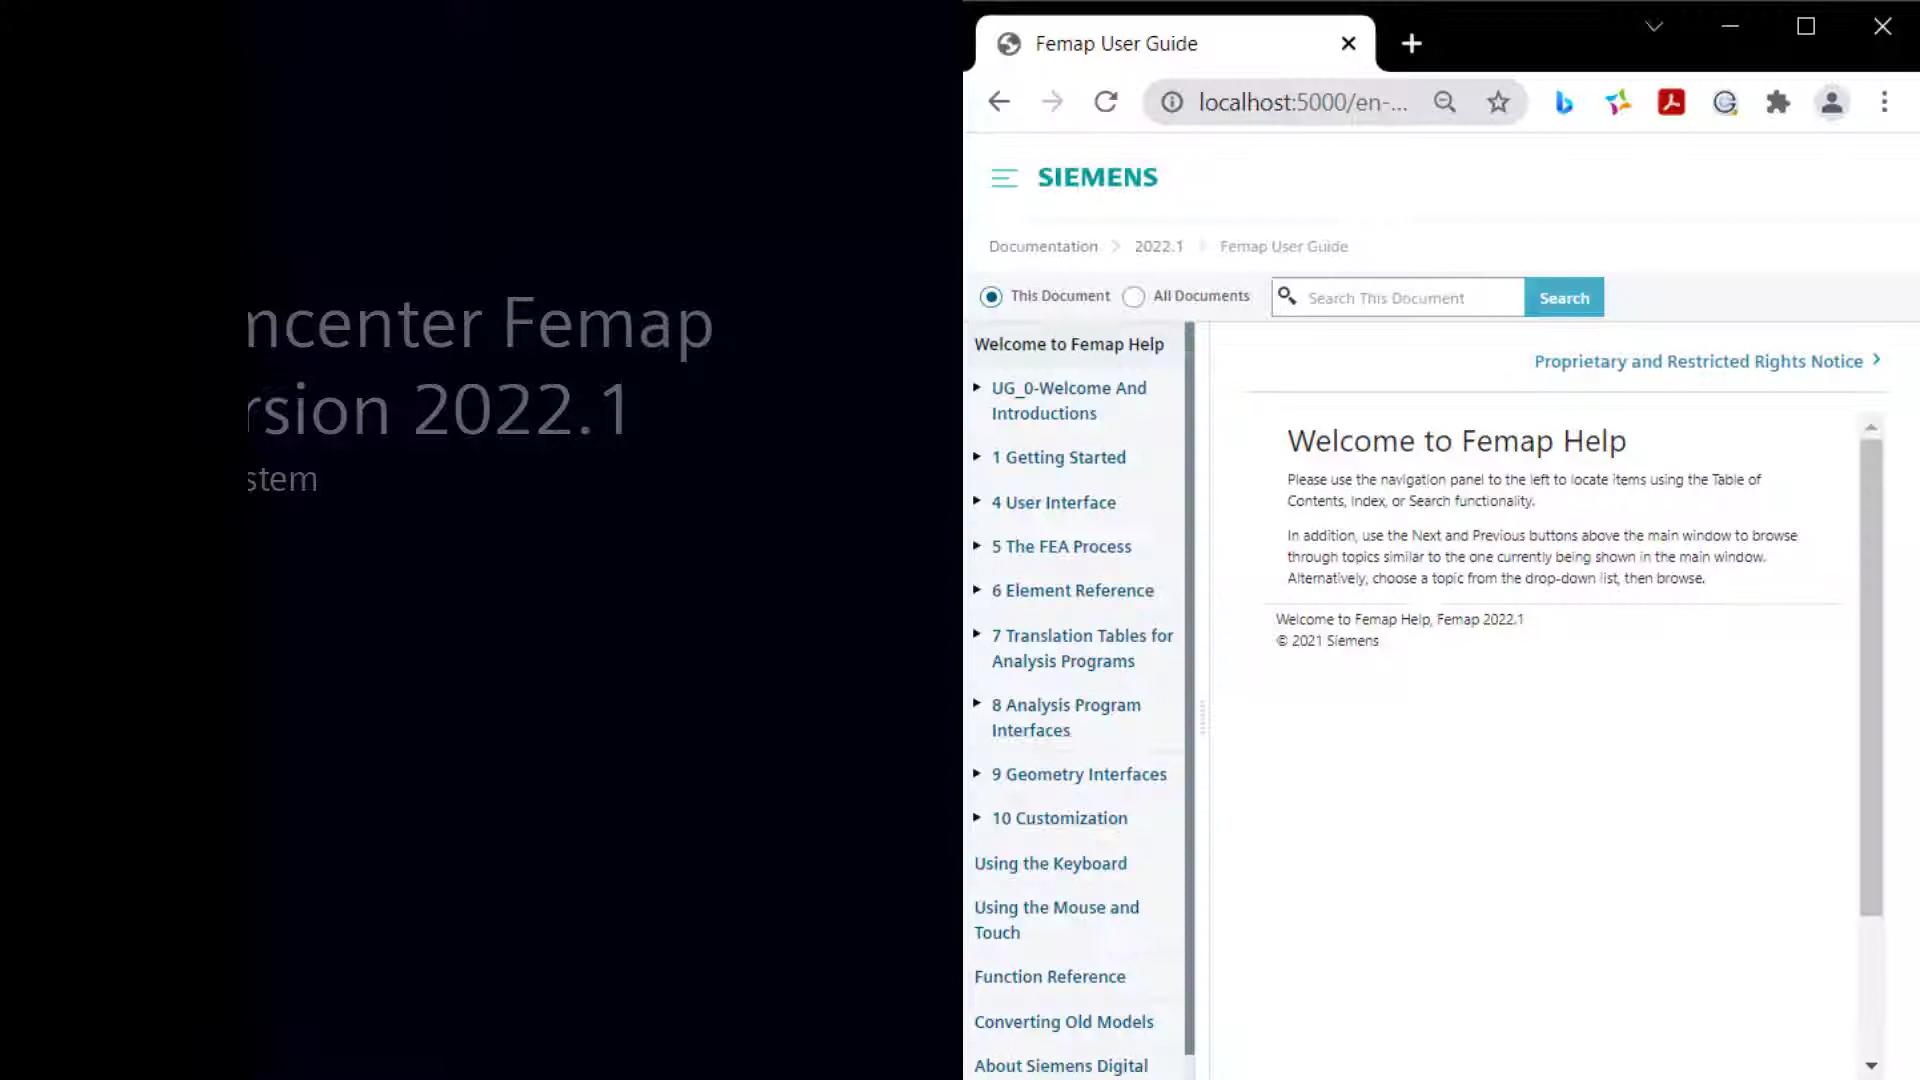 ncenter Femap
rsion 2022.1
stem
Femap User Guide
localhost:5000/en-...
SIEMENS
Documentation 2022.1 Femap User Guide
This Document All Documents Search This Document Search
Welcome to Femap Help
UG_0-Welcome And
Introductions
1 Getting Started
4 User Interface
5 The FEA Process
6 Element Reference
7 Translation Tables for
Analysis Programs
8 Analysis Program
Interfaces
9 Geometry Interfaces
10 Customization
Using the Keyboard
Using the Mouse and
Touch
Function Reference
Converting Old Models
About Siemens Digital
Proprietary and Restricted Rights Notice
Welcome to Femap Help
Please use the navigation panel to the left to locate items using the Table of
Contents, Index, or Search functionality.
In addition, use the Next and Previous buttons above the main window to browse
through topics similar to the one currently being shown in the main window.
Alternatively, choose a topic from the drop-down list, then browse.
Welcome to Femap Help, Femap 2022.1
© 2021 Siemens